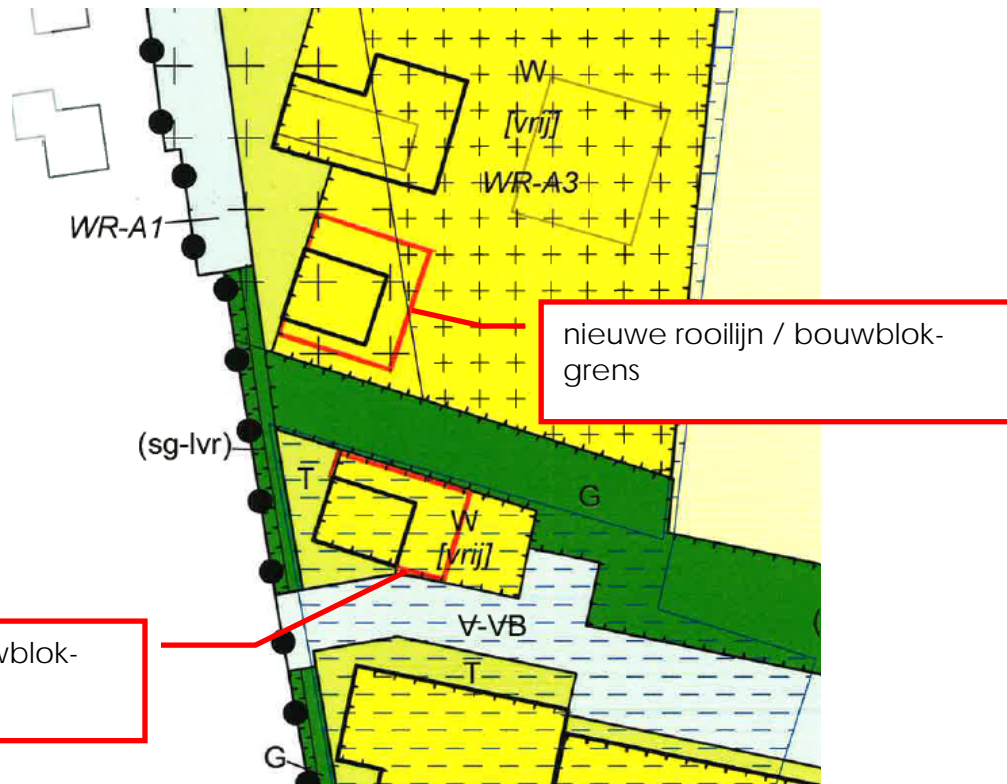 W
[vrij]
WR-A3
WR-A1
nieuwe rooilijn / bouwblok-
grens
(sg-lvr)
T
G
W
[vrij]
wblok-
V-VB
T
G
(